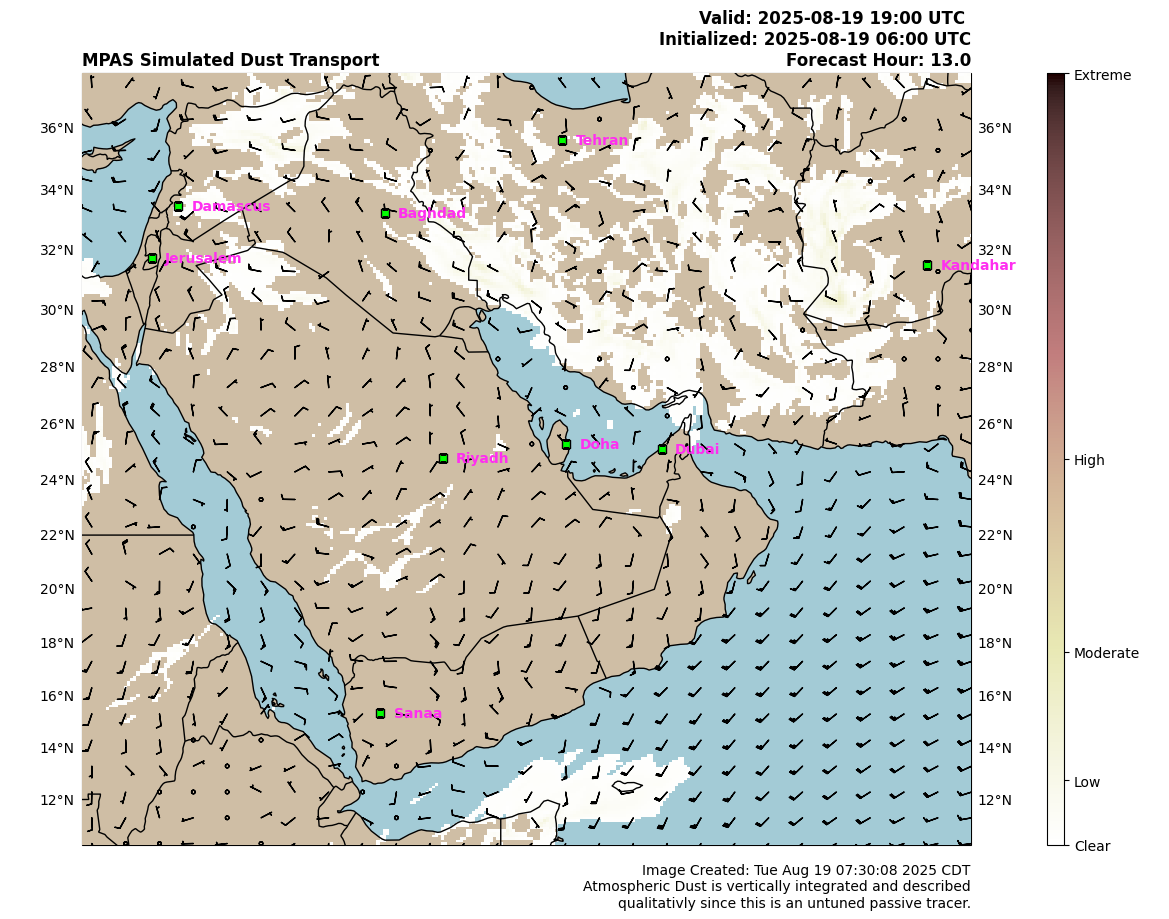 Valid: 2025-08-19 19:00 UTC
Initialized: 2025-08-19 06:00 UTC
MPAS Simulated Dust Transport Forecast Hour: 13.0
Extreme
36°N Tehran 36°N
34°N Damascus Baghdad 34°N
32°N Jerusalem 32°N
Kandahar
30°N 30°N
28°N 28°N
26°N 26°N
Doha Dubai
Riyadh High
24°N 24°N
22°N 22°N
20°N 20°N
18°N 18°N
Moderate
16°N 16°N
Sanaa
14°N 14°N
Low
12°N 12°N
Clear
Image Created: Tue Aug 19 07:30:08 2025 CDT
Atmospheric Dust is vertically integrated and described
qualitativly since this is an untuned passive tracer.